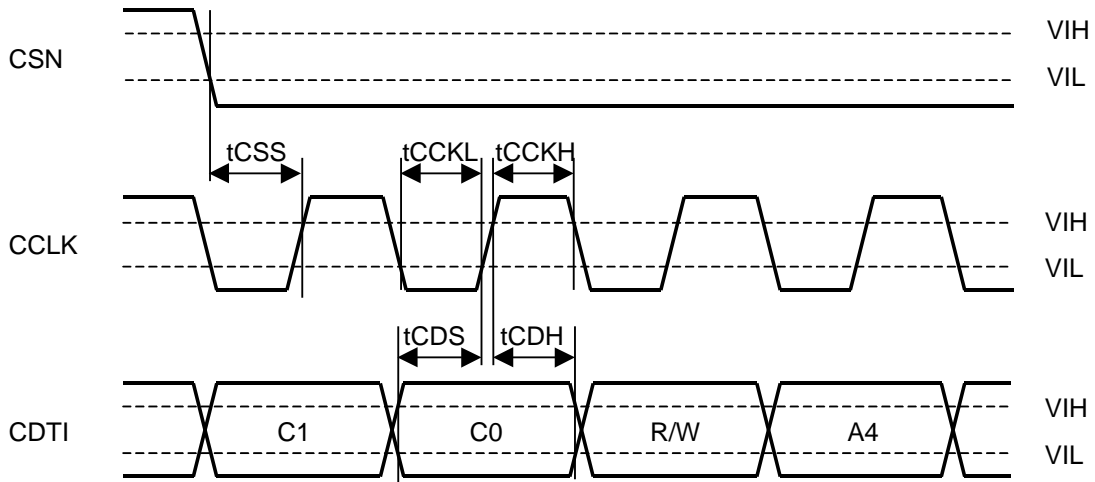 VIH
CSN
VIL
tCSS tCCKL tCCKH
VIH
CCLK
VIL
tCDS tCDH
VIH
CDTI C1 C0 R/W A4
VIL